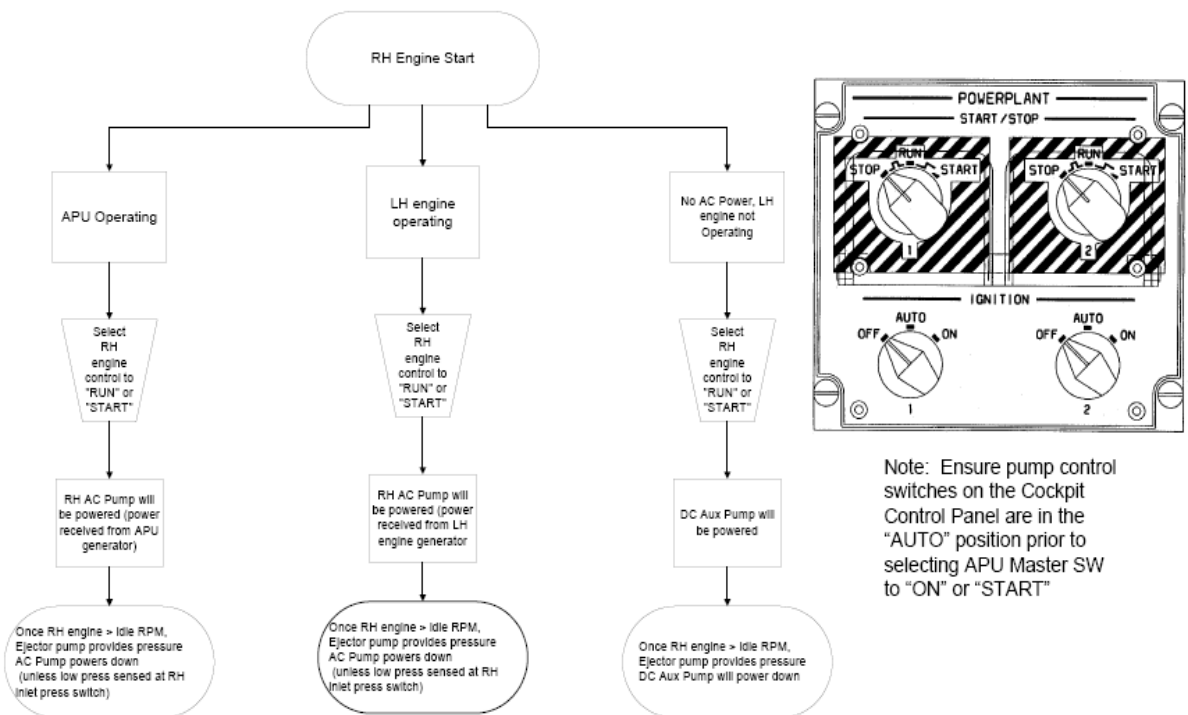 RH Engine Start
APU Operating
LH engine
operating
No AC Power, LH
engine not
Operating
Select
RH
engine
control to
"RUN" or
"START"
Select
RH
engine
control to
"RUN" or
"START"
Select
RH
engine
control to
"RUN" or
"START"
RH AC Pump will
be powered (power
received from APU
generator)
RH AC Pump will
be powered (power
received from LH
engine generator
DC Aux Pump will
be powered
Once RH engine > Idle RPM,
Ejector pump provides pressure
AC Pump powers down
(unless low press sensed at RH
inlet press switch)
Once RH engine > Idle RPM,
Ejector pump provides pressure
AC Pump powers down
(unless low press sensed at RH
inlet press switch)
Once RH engine > Idle RPM,
Ejector pump provides pressure
DC Aux Pump will power down
POWERPLANT
START/STOP
STOP RUN START
1
STOP RUN START
2
IGNITION
OFF AUTO ON
1
OFF AUTO ON
2
Note: Ensure pump control
switches on the Cockpit
Control Panel are in the
“AUTO” position prior to
selecting APU Master SW
to “ON” or “START”